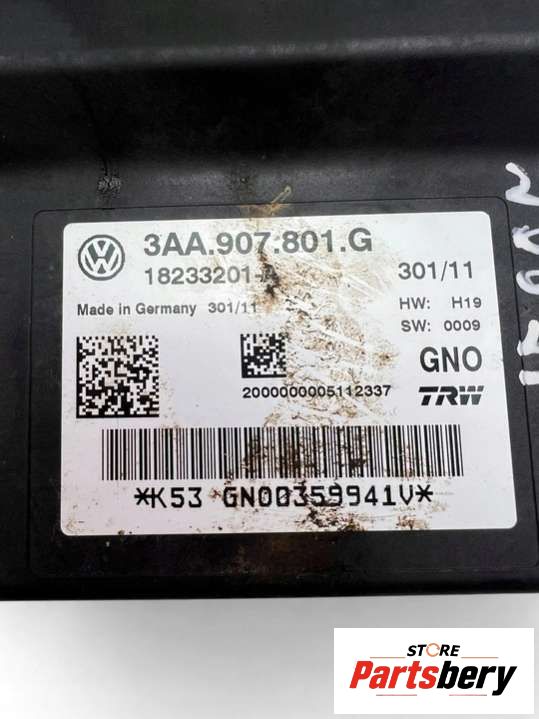 3AA.907.801.G
18233201-A
301/11
Made in Germany 301/11
HW: H19
SW: 0009
GNO
2000000005112337
TRW
*K53 GN00359941V*
STORE
Partsbery